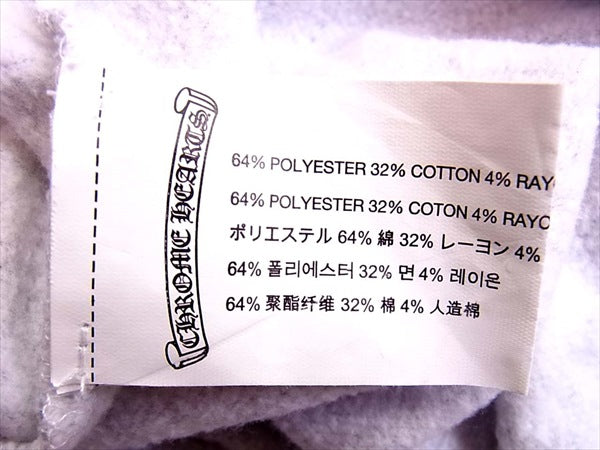 CHROME HEARTS
64% POLYESTER 32% COTTON 4% RAY
64% POLYESTER 32% COTON 4% RAYO
ポリエステル 64% 綿 32% レーヨン 4%
64% 폴리에스터 32% 면 4% 레이온
64% 聚酯纤维 32% 棉 4% 人造棉